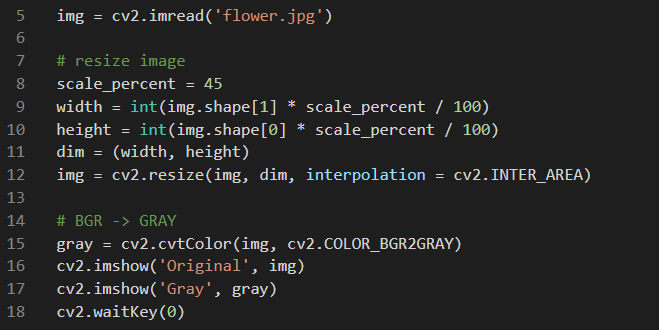 5 img = cv2.imread('flower.jpg')
6
7 # resize image
8 scale_percent = 45
9 width = int(img.shape[1] * scale_percent / 100)
10 height = int(img.shape[0] * scale_percent / 100)
11 dim = (width, height)
12 img = cv2.resize(img, dim, interpolation = cv2.INTER_AREA)
13
14 # BGR -> GRAY
15 gray = cv2.cvtColor(img, cv2.COLOR_BGR2GRAY)
16 cv2.imshow('Original', img)
17 cv2.imshow('Gray', gray)
18 cv2.waitKey(0)